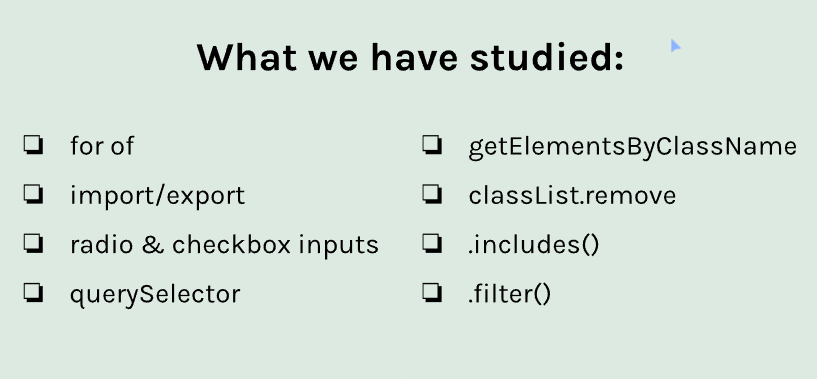 What we have studied:
for of
import/export
radio & checkbox inputs
querySelector
getElementsByClassName
classList.remove
.includes()
.filter()